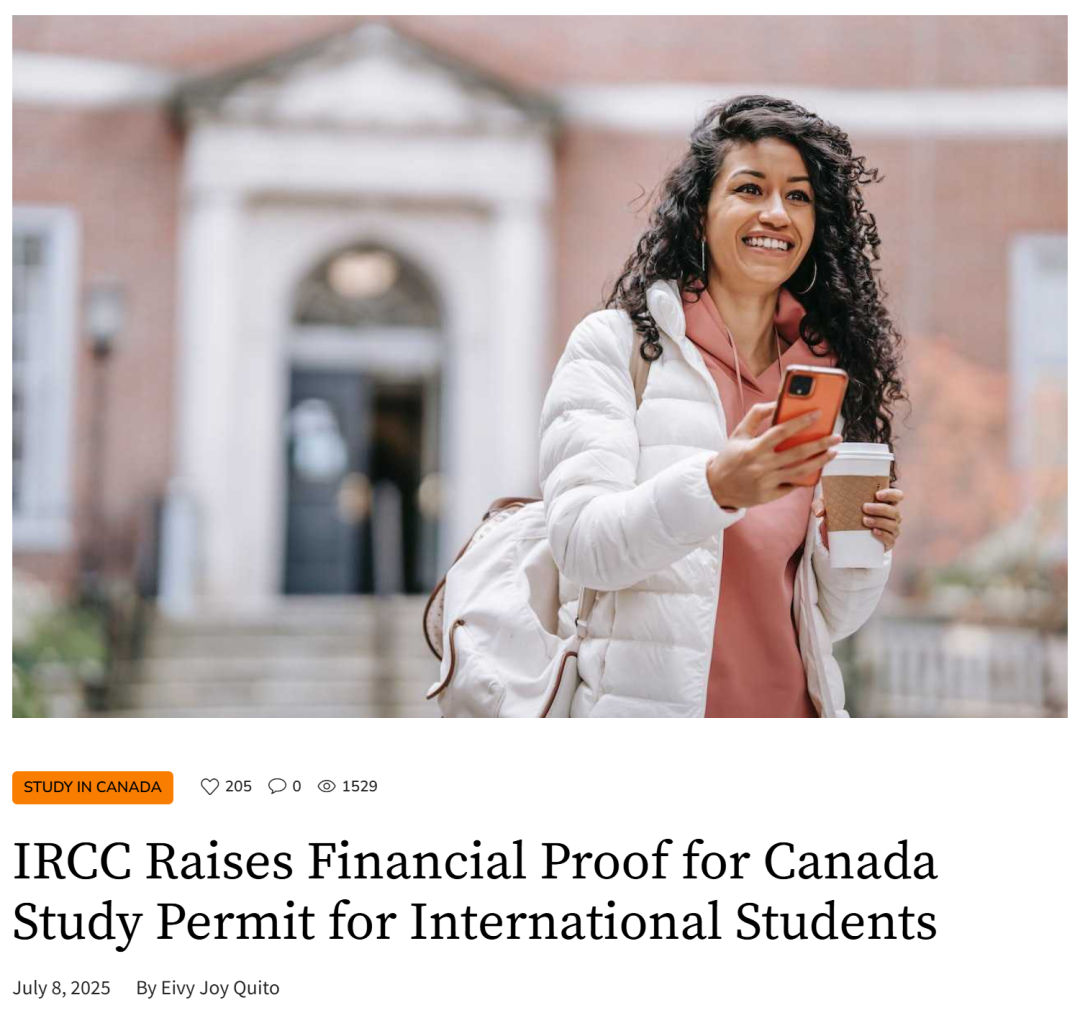 STUDY IN CANADA 205 0 1529
IRCC Raises Financial Proof for Canada
Study Permit for International Students
July 8, 2025 By Eivy Joy Quito